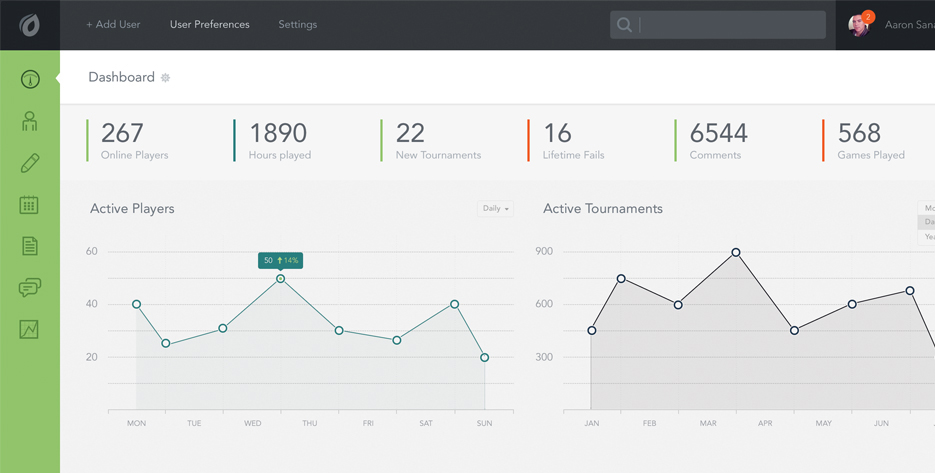 + Add User
User Preferences
Settings
2
Aaron
Dashboard
267
Online Players
1890
Hours played
22
New Tournaments
16
Lifetime Fails
6544
Comments
568
Games Played
Active Players
Daily
60
40
20
50 14%
MON TUE WED THU FRI SAT SUN
Active Tournaments
Mo
Da
Yea
900
600
300
JAN FEB MAR APR MAY JUN